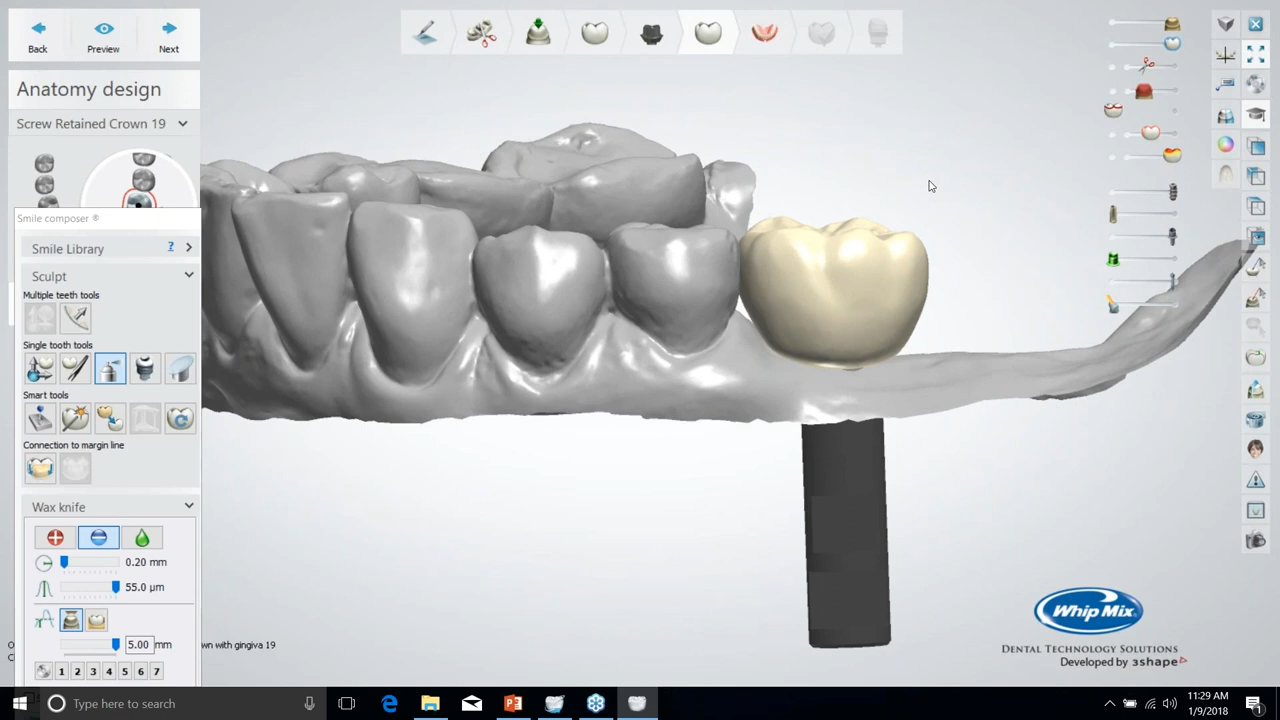 Back
Preview
Next
Anatomy design
Screw Retained Crown 19
Smile composer ®
Smile Library
?
Sculpt
Multiple teeth tools
Single tooth tools
Smart tools
Connection to margin line
Wax knife
0.20 mm
55.0 µm
5.00 mm
1 2 3 4 5 6 7
wn with gingiva 19
Whip Mix®
DENTAL TECHNOLOGY SOLUTIONS
Developed by 3shape
Type here to search
11:29 AM
1/9/2018
1